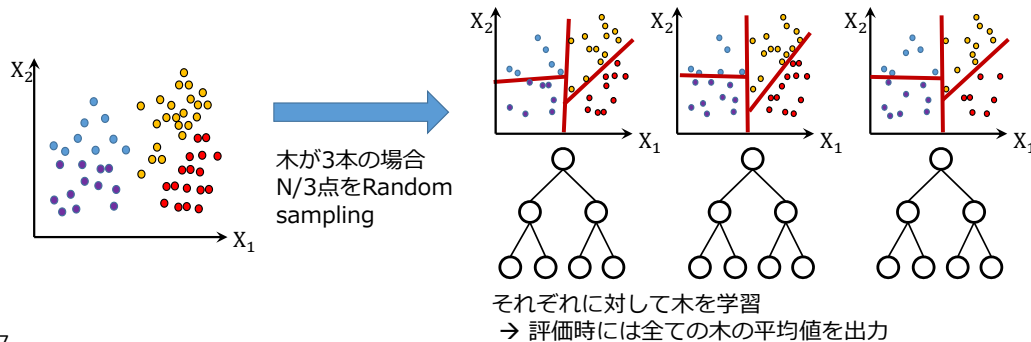 X₂
X₁
木が3本の場合
N/3点をRandom
sampling
X₂
X₁
X₂
X₁
X₂
X₁
それぞれに対して木を学習
→ 評価時には全ての木の平均値を出力